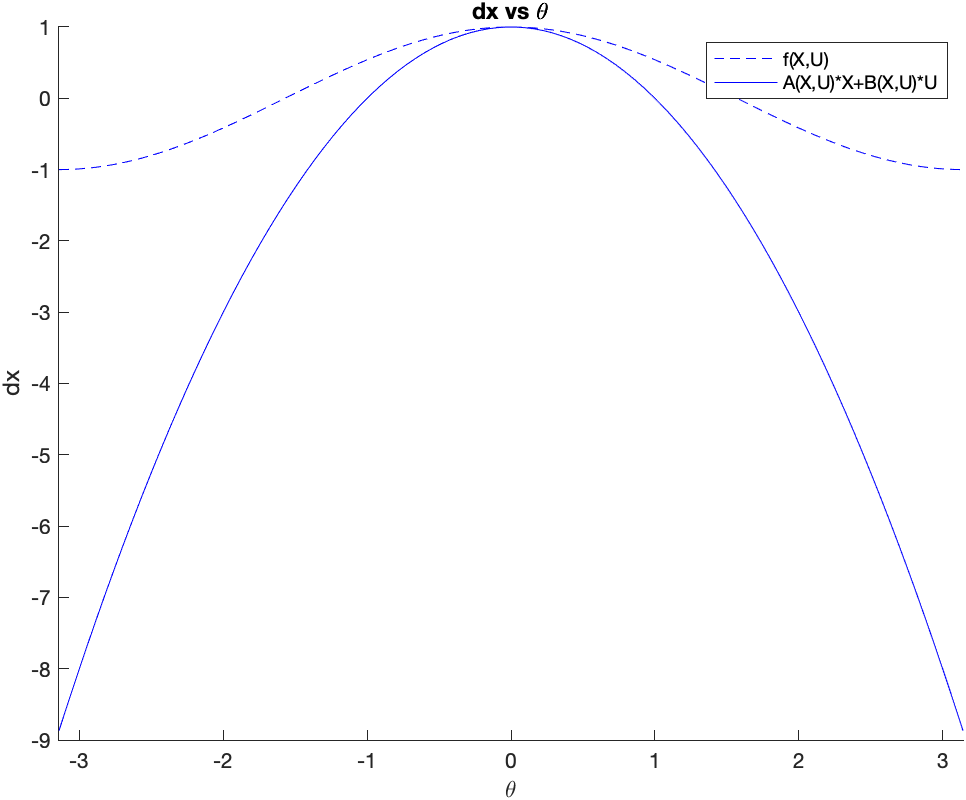 dx vs θ
f(X,U)
A(X,U)*X+B(X,U)*U
1
0
-1
-2
-3
-4
-5
-6
-7
-8
-9
dx
-3 -2 -1 0 1 2 3
θ